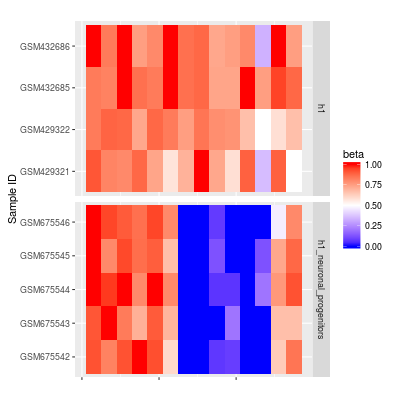 GSM432686
GSM432685
GSM429322
GSM429321
h1
GSM675546
GSM675545
GSM675544
GSM675543
GSM675542
h1_neuronal_progenitors
Sample ID
beta
1.00
0.75
0.50
0.25
0.00